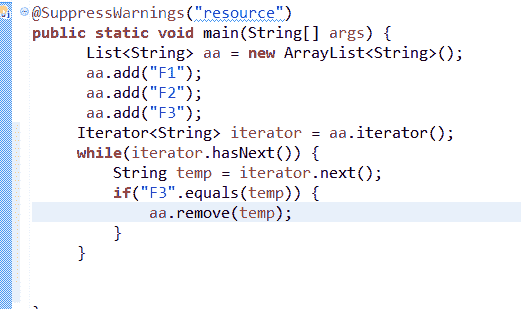 @SuppressWarnings("resource")
public static void main(String[] args) {
List<String> aa = new ArrayList<String>();
aa.add("F1");
aa.add("F2");
aa.add("F3");
Iterator<String> iterator = aa.iterator();
while(iterator.hasNext()) {
String temp = iterator.next();
if("F3".equals(temp)) {
aa.remove(temp);
}
}